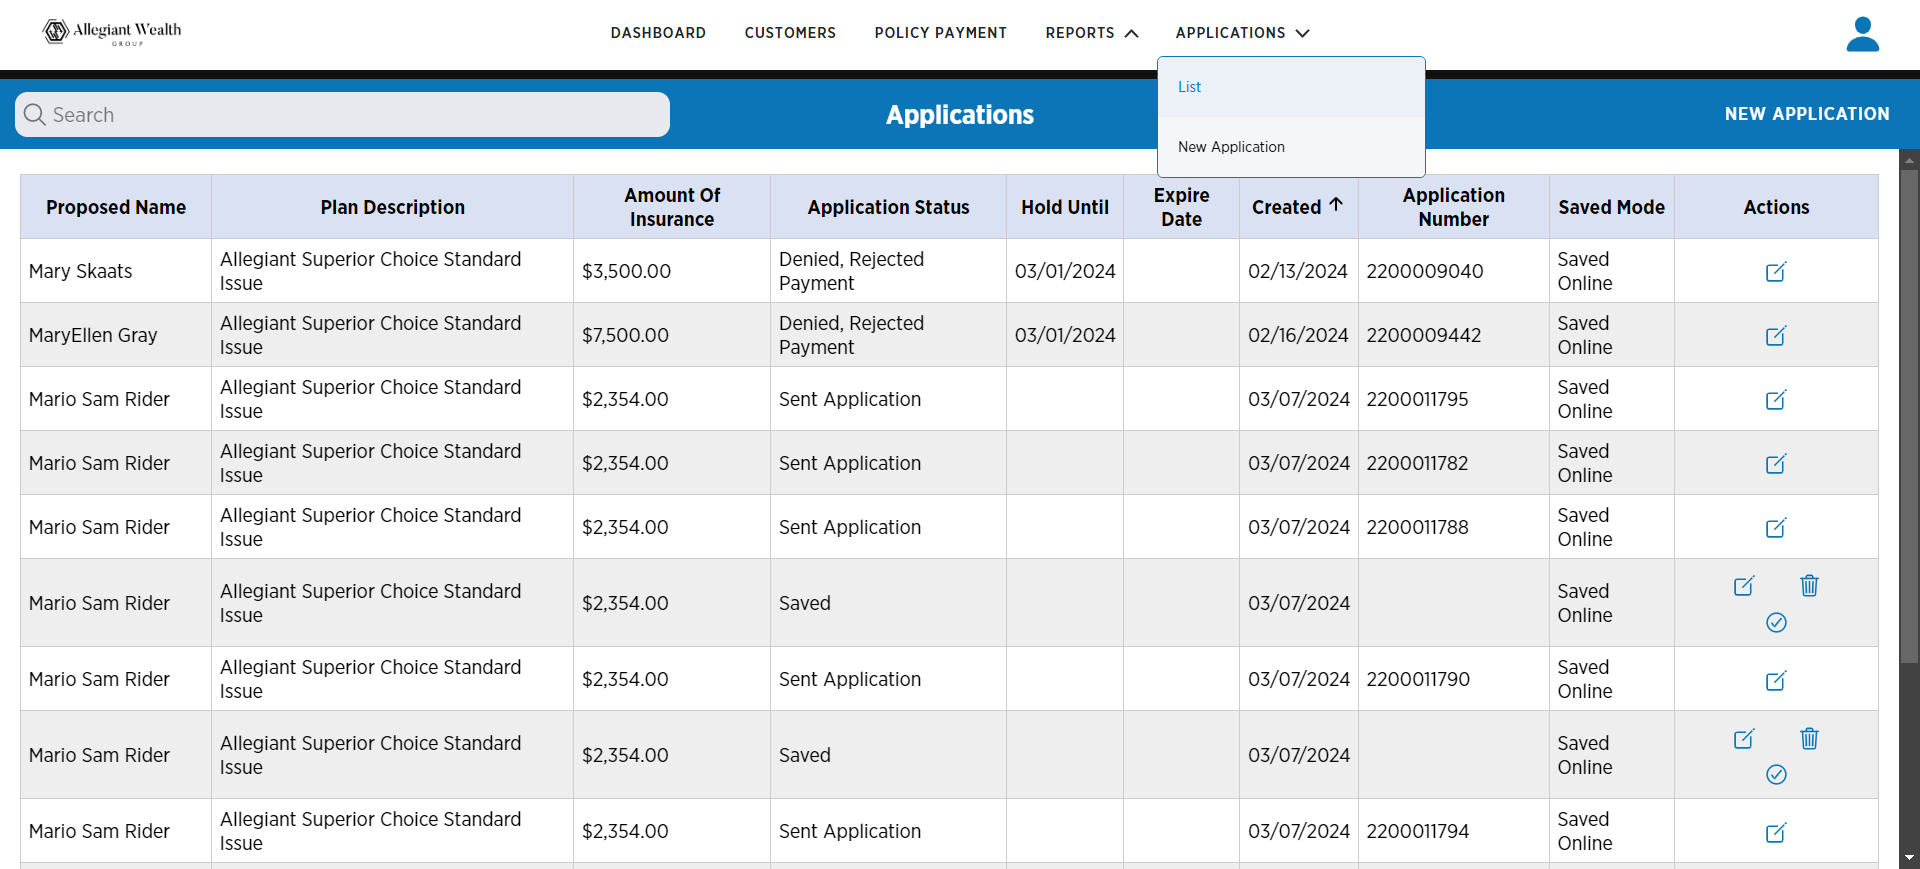 Allegiant Wealth
GROUP
DASHBOARD
CUSTOMERS
POLICY PAYMENT
REPORTS
APPLICATIONS
List
New Application
Search
Applications
NEW APPLICATION
Proposed Name
Plan Description
Amount Of
Insurance
Application Status
Hold Until
Expire
Date
Created
Application
Number
Saved Mode
Actions
Mary Skaats
Allegiant Superior Choice Standard
Issue
$3,500.00
Denied, Rejected
Payment
03/01/2024
02/13/2024
2200009040
Saved
Online
MaryEllen Gray
Allegiant Superior Choice Standard
Issue
$7,500.00
Denied, Rejected
Payment
03/01/2024
02/16/2024
2200009442
Saved
Online
Mario Sam Rider
Allegiant Superior Choice Standard
Issue
$2,354.00
Sent Application
03/07/2024
2200011795
Saved
Online
Mario Sam Rider
Allegiant Superior Choice Standard
Issue
$2,354.00
Sent Application
03/07/2024
2200011782
Saved
Online
Mario Sam Rider
Allegiant Superior Choice Standard
Issue
$2,354.00
Sent Application
03/07/2024
2200011788
Saved
Online
Mario Sam Rider
Allegiant Superior Choice Standard
Issue
$2,354.00
Saved
03/07/2024
Saved
Online
Mario Sam Rider
Allegiant Superior Choice Standard
Issue
$2,354.00
Sent Application
03/07/2024
2200011790
Saved
Online
Mario Sam Rider
Allegiant Superior Choice Standard
Issue
$2,354.00
Saved
03/07/2024
Saved
Online
Mario Sam Rider
Allegiant Superior Choice Standard
Issue
$2,354.00
Sent Application
03/07/2024
2200011794
Saved
Online